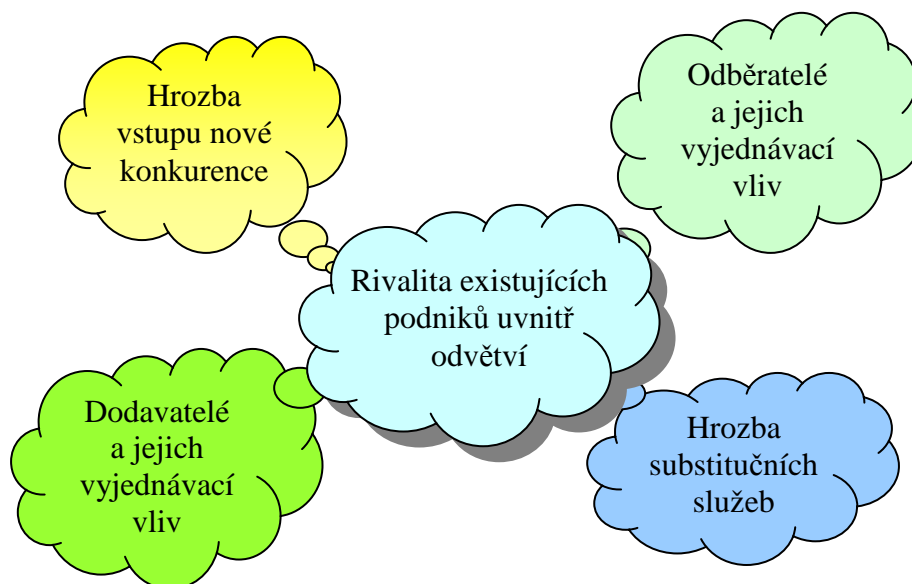 Hrozba
vstupu nové
konkurence
Odběratelé
a jejich
vyjednávací
vliv
Rivalita existujících
podniků uvnitř
odvětví
Dodavatelé
a jejich
vyjednávací
vliv
Hrozba
substitučních
služeb